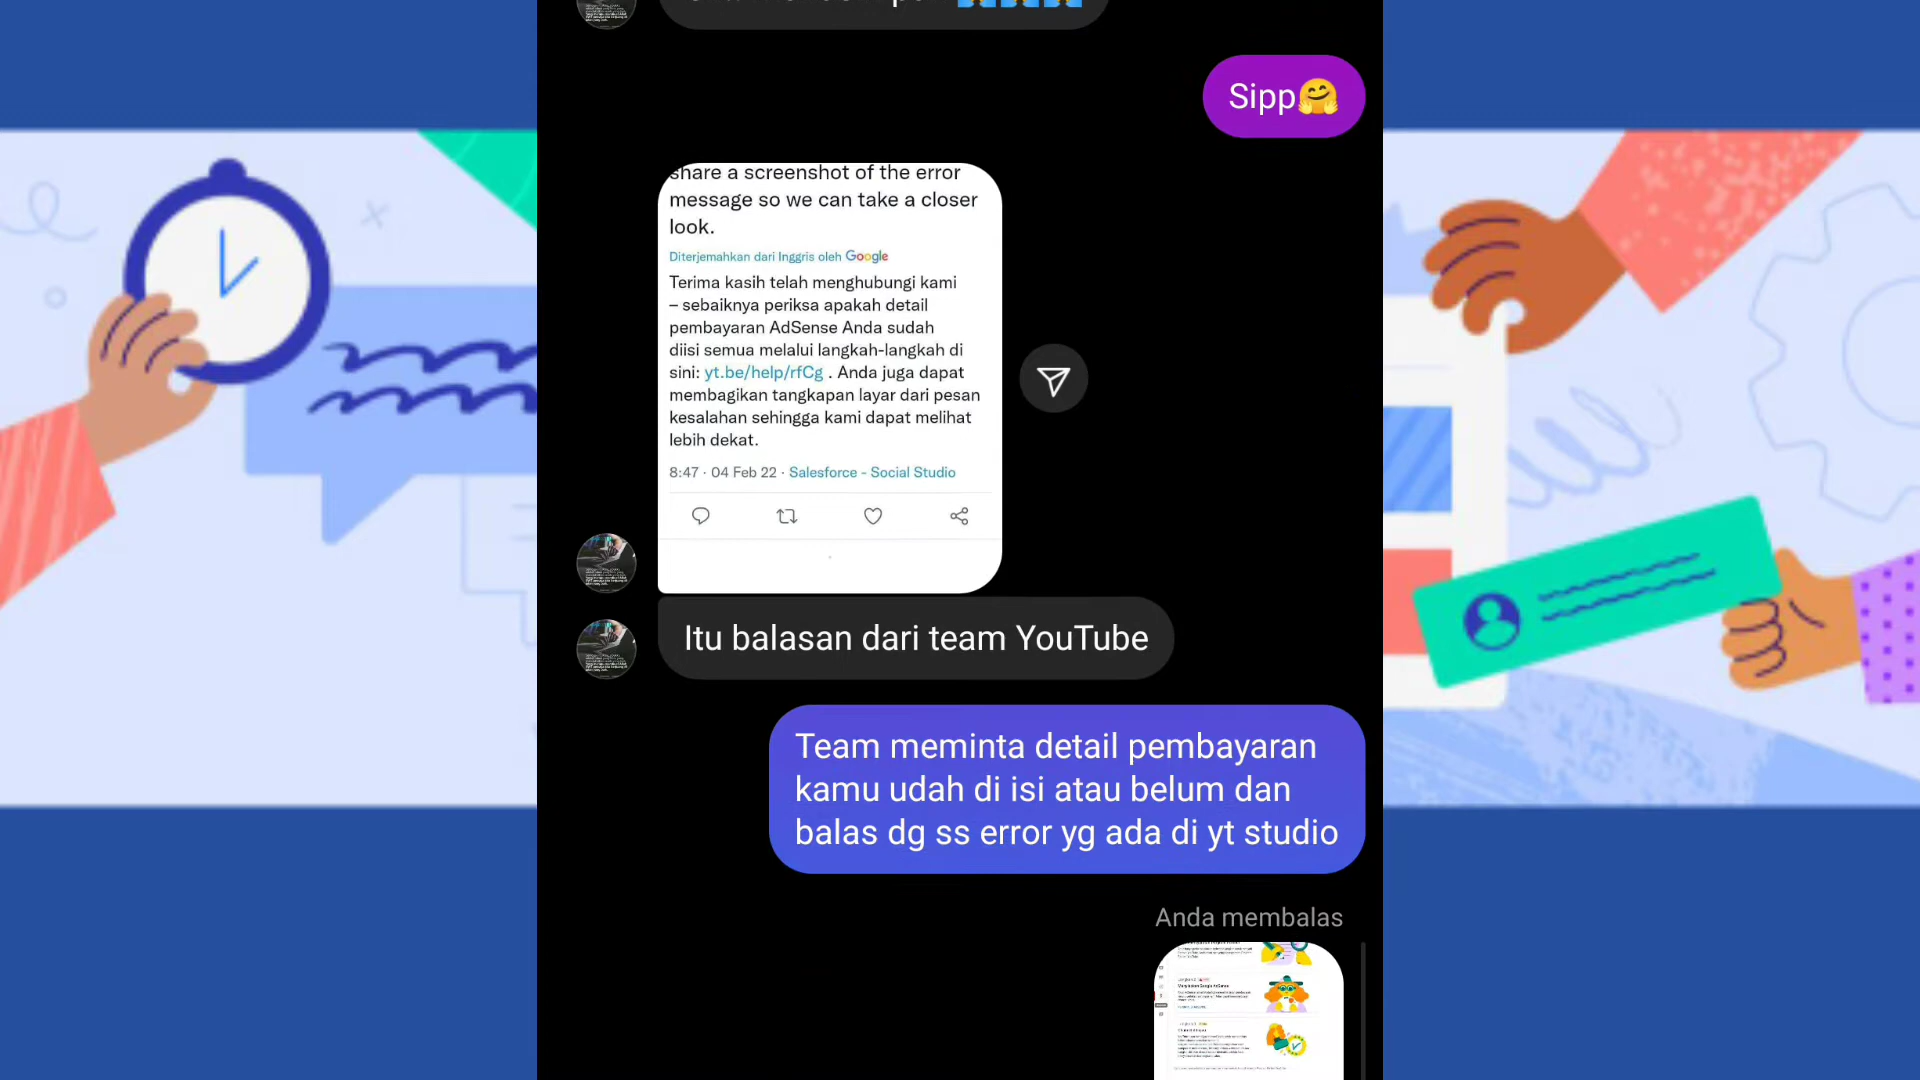 Sipp🤗
share a screenshot of the error
message so we can take a closer
look.
Diterjemahkan dari Inggris oleh Google
Terima kasih telah menghubungi kami
– sebaiknya periksa apakah detail
pembayaran AdSense Anda sudah
diisi semua melalui langkah-langkah di
sini: yt.be/help/rfCg . Anda juga dapat
membagikan tangkapan layar dari pesan
kesalahan sehingga kami dapat melihat
lebih dekat.
8:47 · 04 Feb 22 · Salesforce - Social Studio
Itu balasan dari team YouTube
Team meminta detail pembayaran
kamu udah di isi atau belum dan
balas dg ss error yg ada di yt studio
Anda membalas